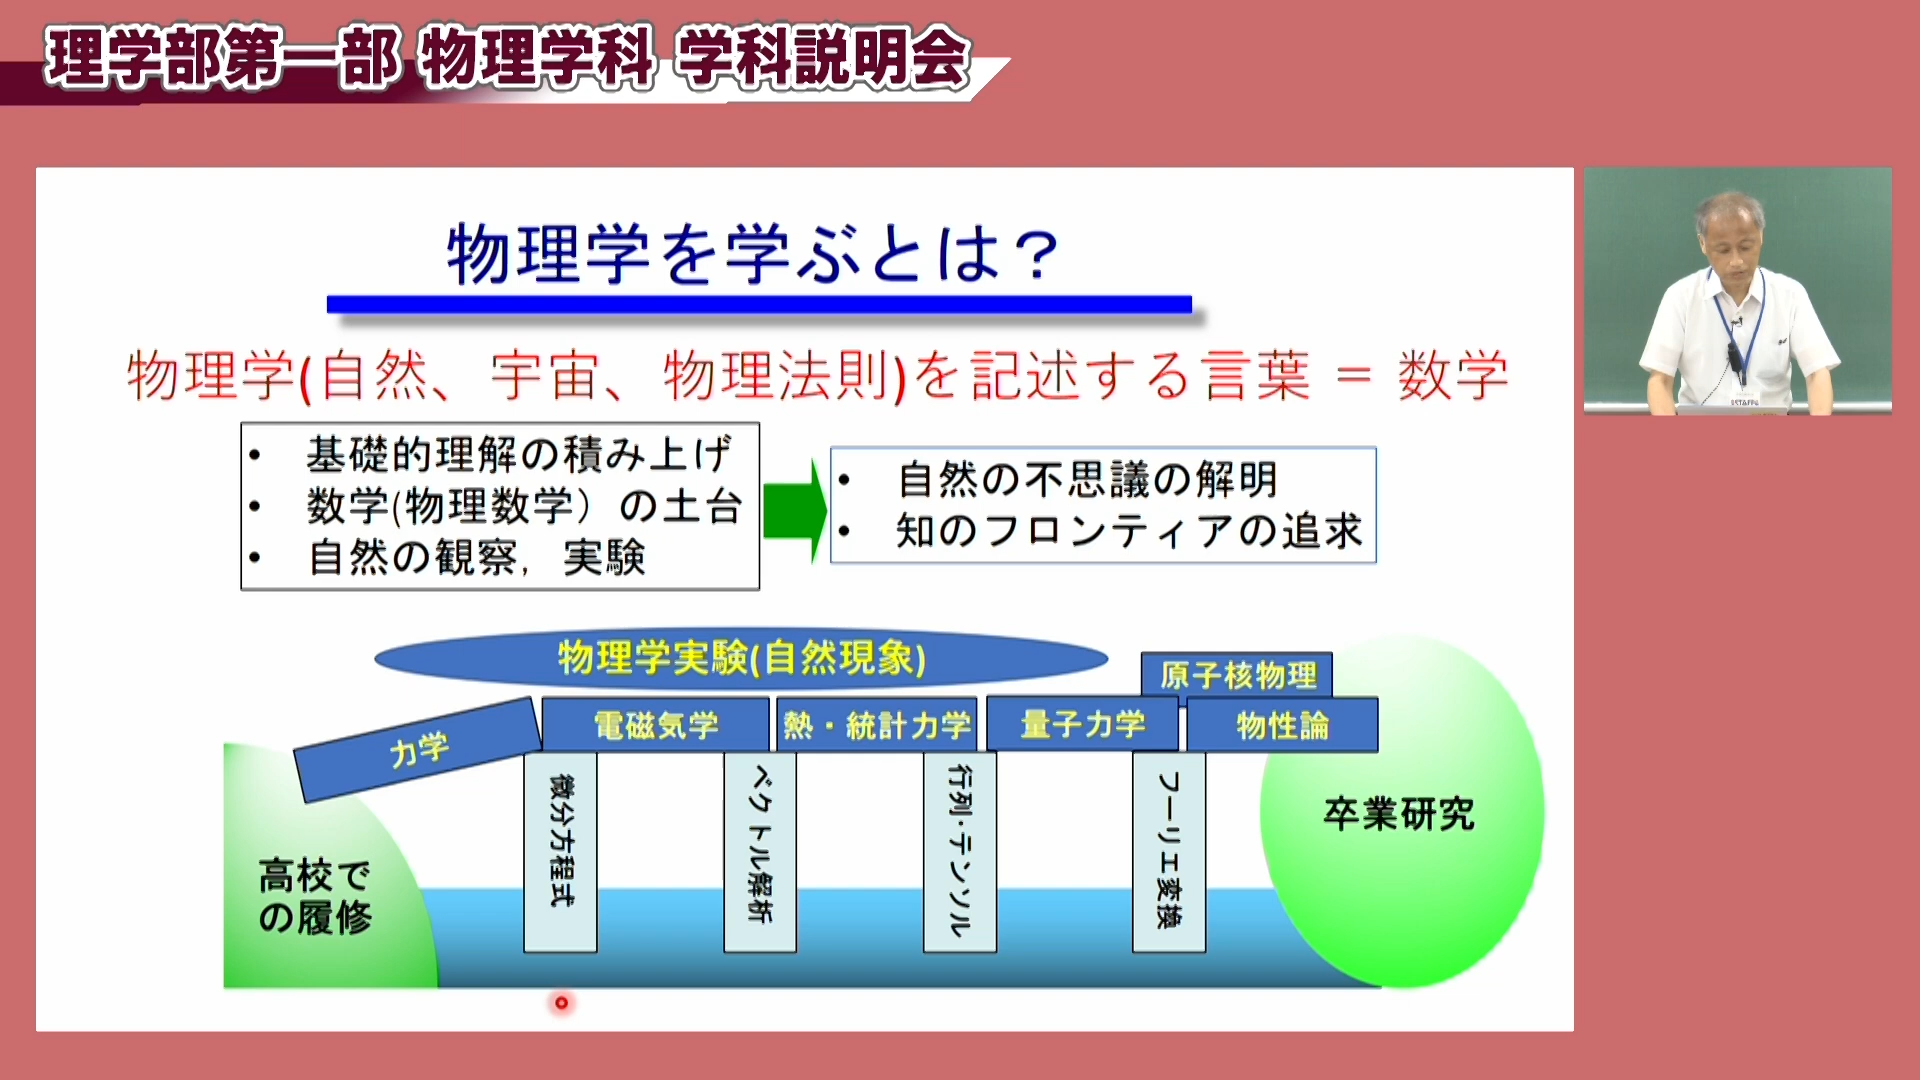 理学部第一部 物理学科 学科説明会
物理学を学ぶとは？
物理学(自然、宇宙、物理法則)を記述する言葉 = 数学
• 基礎的理解の積み上げ
• 数学(物理数学）の土台
• 自然の観察，実験
• 自然の不思議の解明
• 知のフロンティアの追求
物理学実験(自然現象)
原子核物理
力学
電磁気学
熱・統計力学
量子力学
物性論
微分方程式
ベクトル解析
行列・テンソル
フーリエ変換
高校で
の履修
卒業研究
STAFF